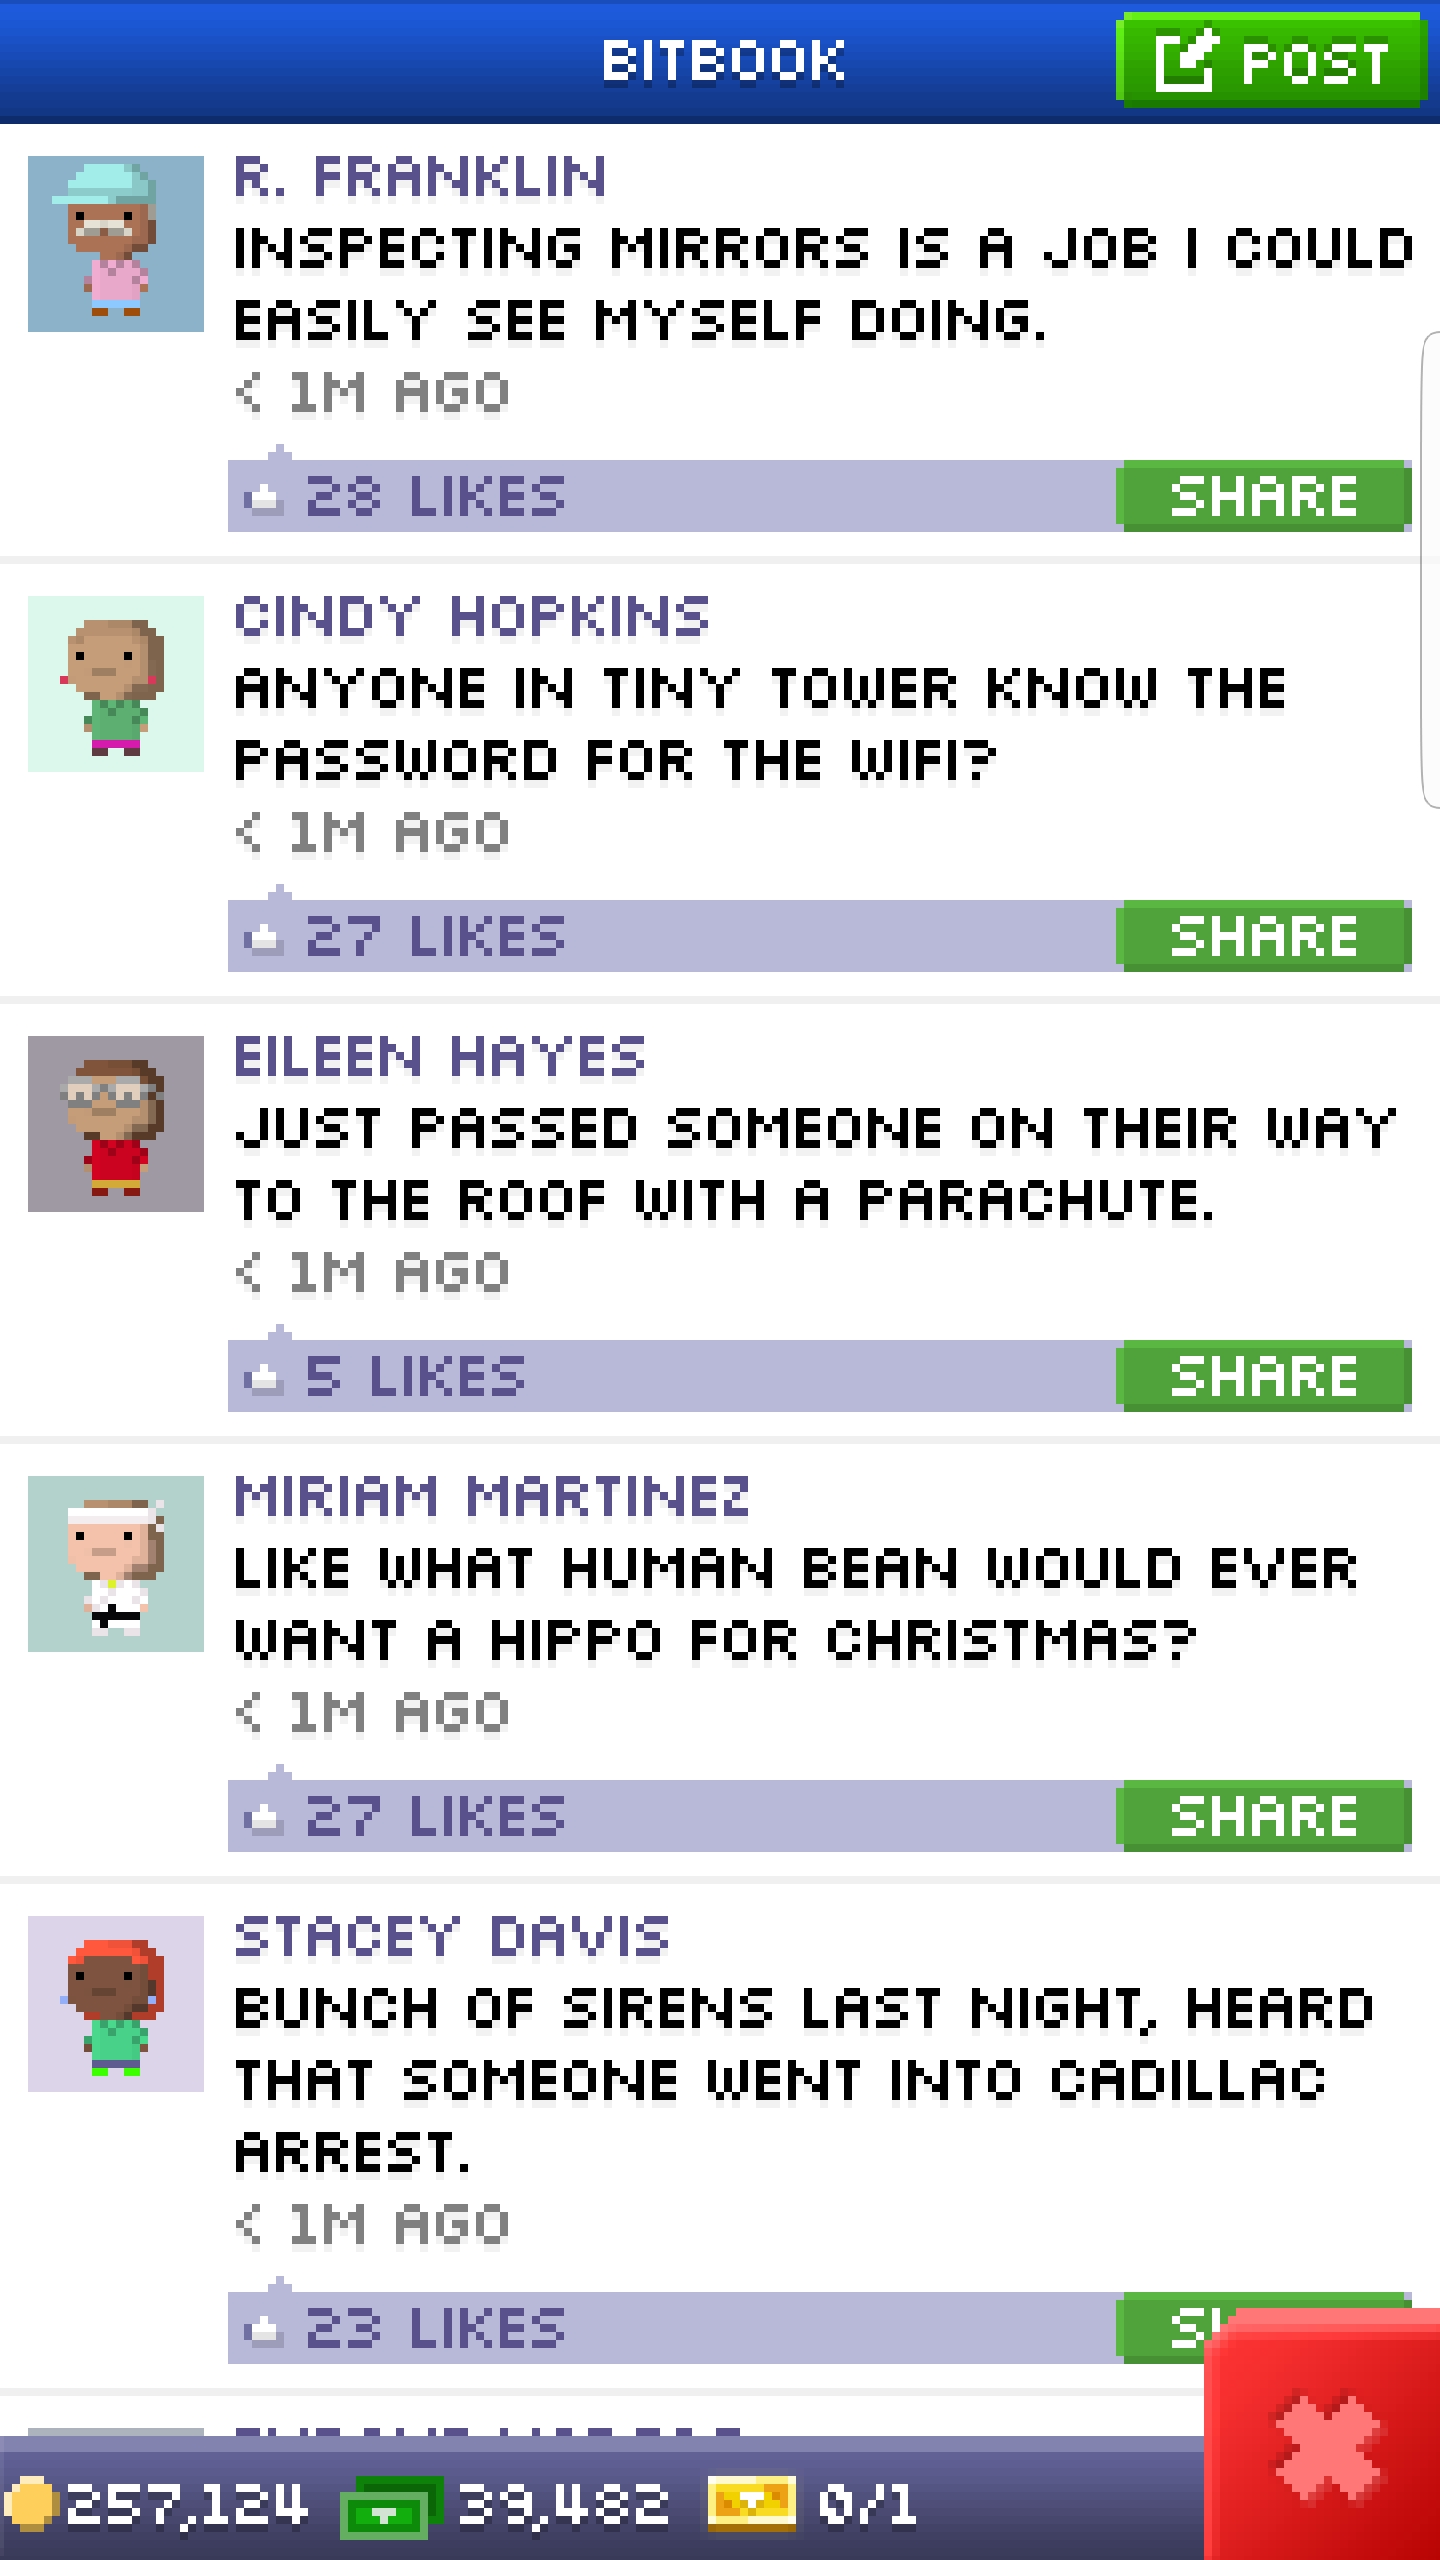 BITBOOK
POST
R. FRANKLIN
INSPECTING MIRRORS IS A JOB I COULD
EASILY SEE MYSELF DOING.
< 1M AGO
28 LIKES
SHARE
CINDY HOPKINS
ANYONE IN TINY TOWER KNOW THE
PASSWORD FOR THE WIFI?
< 1M AGO
27 LIKES
SHARE
EILEEN HAYES
JUST PASSED SOMEONE ON THEIR WAY
TO THE ROOF WITH A PARACHUTE.
< 1M AGO
5 LIKES
SHARE
MIRIAM MARTINEZ
LIKE WHAT HUMAN BEAN WOULD EVER
WANT A HIPPO FOR CHRISTMAS?
< 1M AGO
27 LIKES
SHARE
STACEY DAVIS
BUNCH OF SIRENS LAST NIGHT, HEARD
THAT SOMEONE WENT INTO CADILLAC
ARREST.
< 1M AGO
23 LIKES
257,124
39,482
0/1